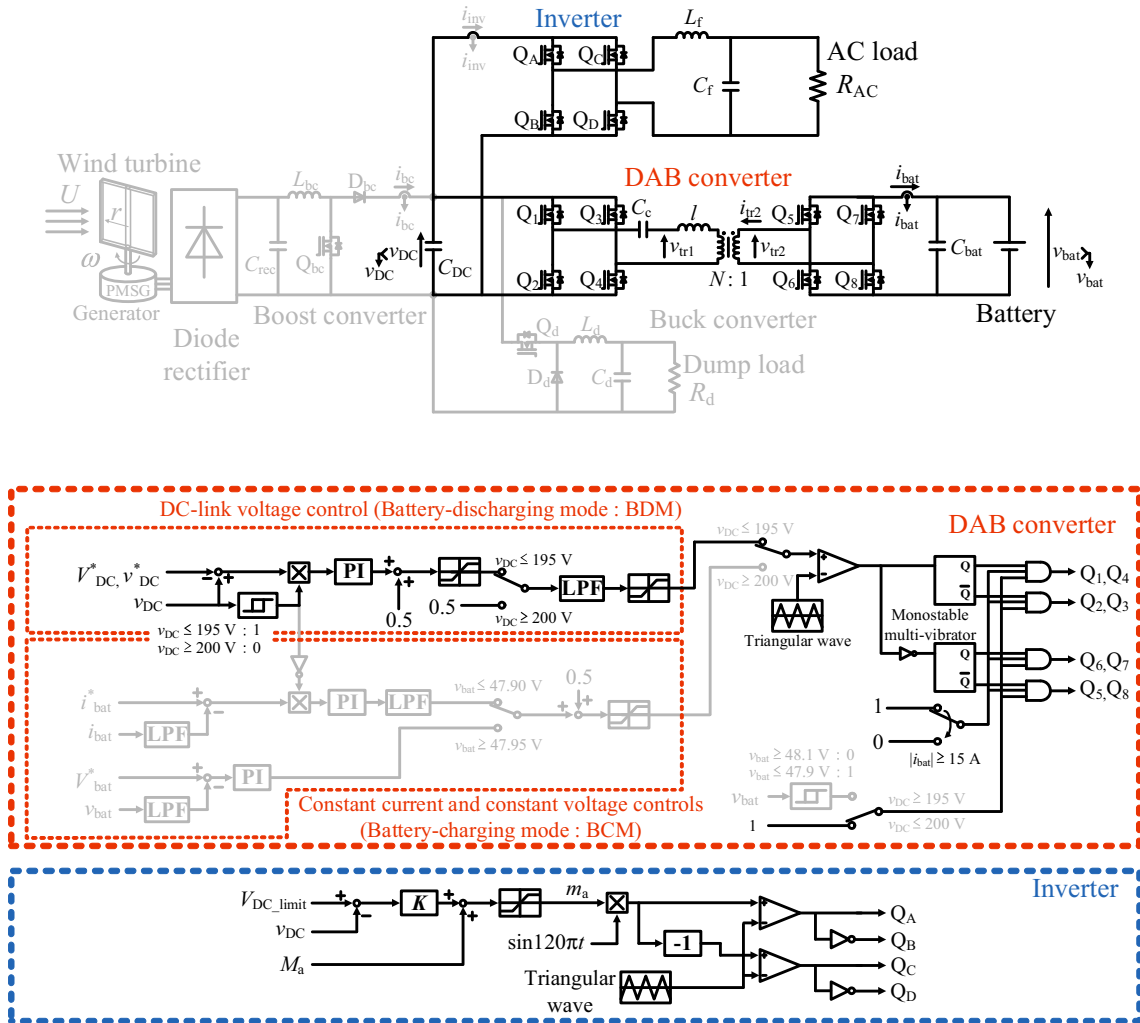 Inverter
i_inv
i_inv
Q_A
Q_C
L_f
C_f
AC load
R_AC
Q_B
Q_D
Wind turbine
U
r
ω
PMSG
Generator
Diode
rectifier
L_bc
D_bc
C_rec
Q_bc
Boost converter
i_bc
i_bc
v_DC
v_DC
C_DC
DAB converter
Q_1
Q_3
C_c
l
i_tr2
v_tr1
v_tr2
N : 1
Q_2
Q_4
Q_5
Q_7
Q_6
Q_8
i_bat
i_bat
C_bat
v_bat
v_bat
Battery
Buck converter
Q_d
L_d
D_d
C_d
Dump load
R_d
DC-link voltage control (Battery-discharging mode : BDM)
DAB converter
V*_DC, v*_DC
+
-
PI
+
+
0.5
v_DC
v_DC ≤ 195 V : 1
v_DC ≥ 200 V : 0
v_DC ≤ 195 V
0.5
v_DC ≥ 200 V
LPF
v_DC ≤ 195 V
v_DC ≥ 200 V
+
-
Triangular wave
Q
Q̄
Monostable
multi-vibrator
Q
Q̄
Q_1,Q_4
Q_2,Q_3
Q_6,Q_7
Q_5,Q_8
1
0
|i_bat| ≥ 15 A
v_bat ≥ 48.1 V : 0
v_bat ≤ 47.9 V : 1
v_bat
1
v_DC ≥ 195 V
v_DC ≤ 200 V
i*_bat
+
-
i_bat
LPF
PI
LPF
v_bat ≤ 47.90 V
v_bat ≥ 47.95 V
0.5
+
+
V*_bat
+
-
v_bat
LPF
PI
Constant current and constant voltage controls
(Battery-charging mode : BCM)
Inverter
V_DC_limit
+
-
v_DC
K
+
+
M_a
m_a
sin120πt
-1
Triangular
wave
+
-
+
-
Q_A
Q_B
Q_C
Q_D